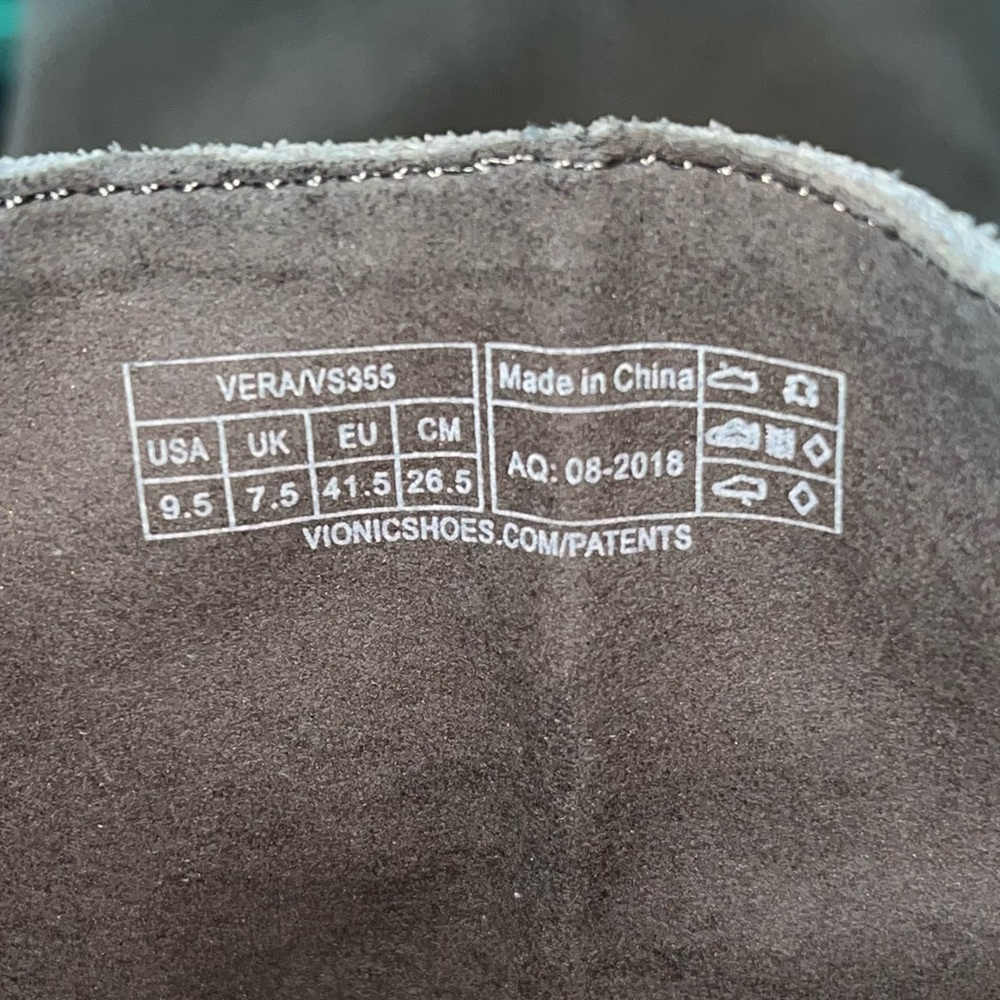 VERA/VS355
USA UK EU CM
9.5 7.5 41.5 26.5
Made in China
AQ: 08-2018
VIONICSHOES.COM/PATENTS